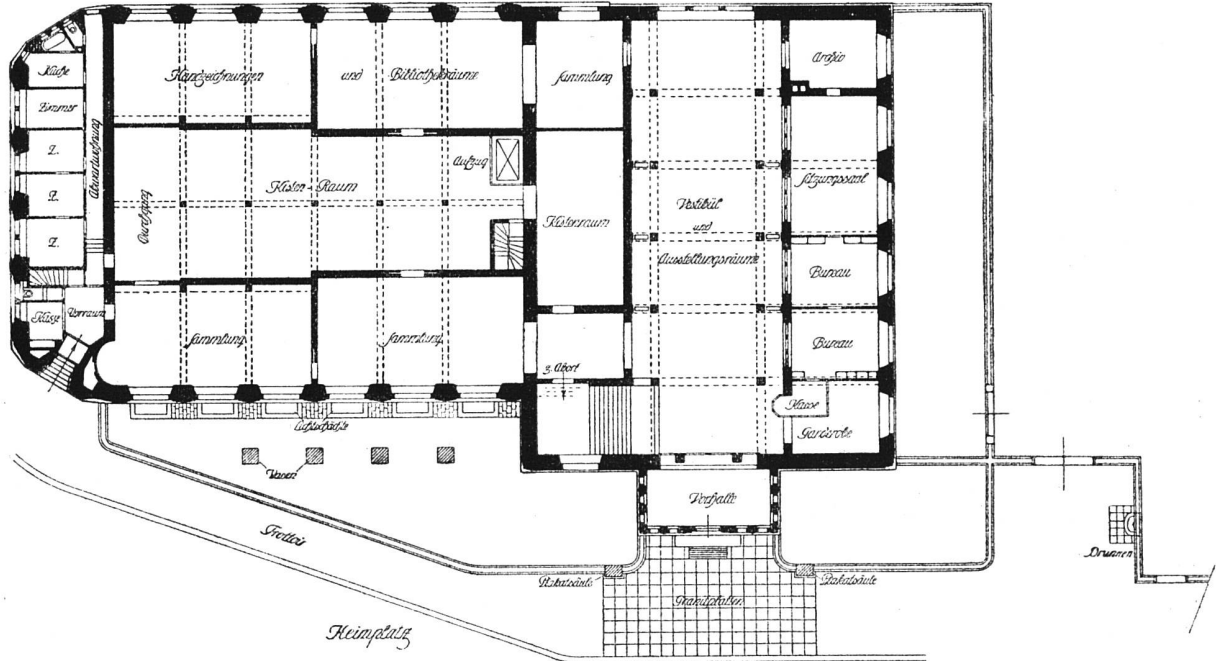 Küche
Zimmer
Z.
Z.
Z.
Abwartwohnung
Kasse
Vorraum
Handzeichnungen
und Bibliothekräume
Durchgang
Kisten-Raum
Aufzug
Sammlung
Sammlung
Lichtschächte
Vasen
Sammlung
Kistenraum
z. Abort
Vestibül
und
Ausstellungsräume
Archiv
Sitzungssaal
Bureau
Bureau
Kasse
Garderobe
Vorhalle
Plakatsäule
Plakatsäule
Granitplatten
Brunnen
Trottoir
Heimplatz